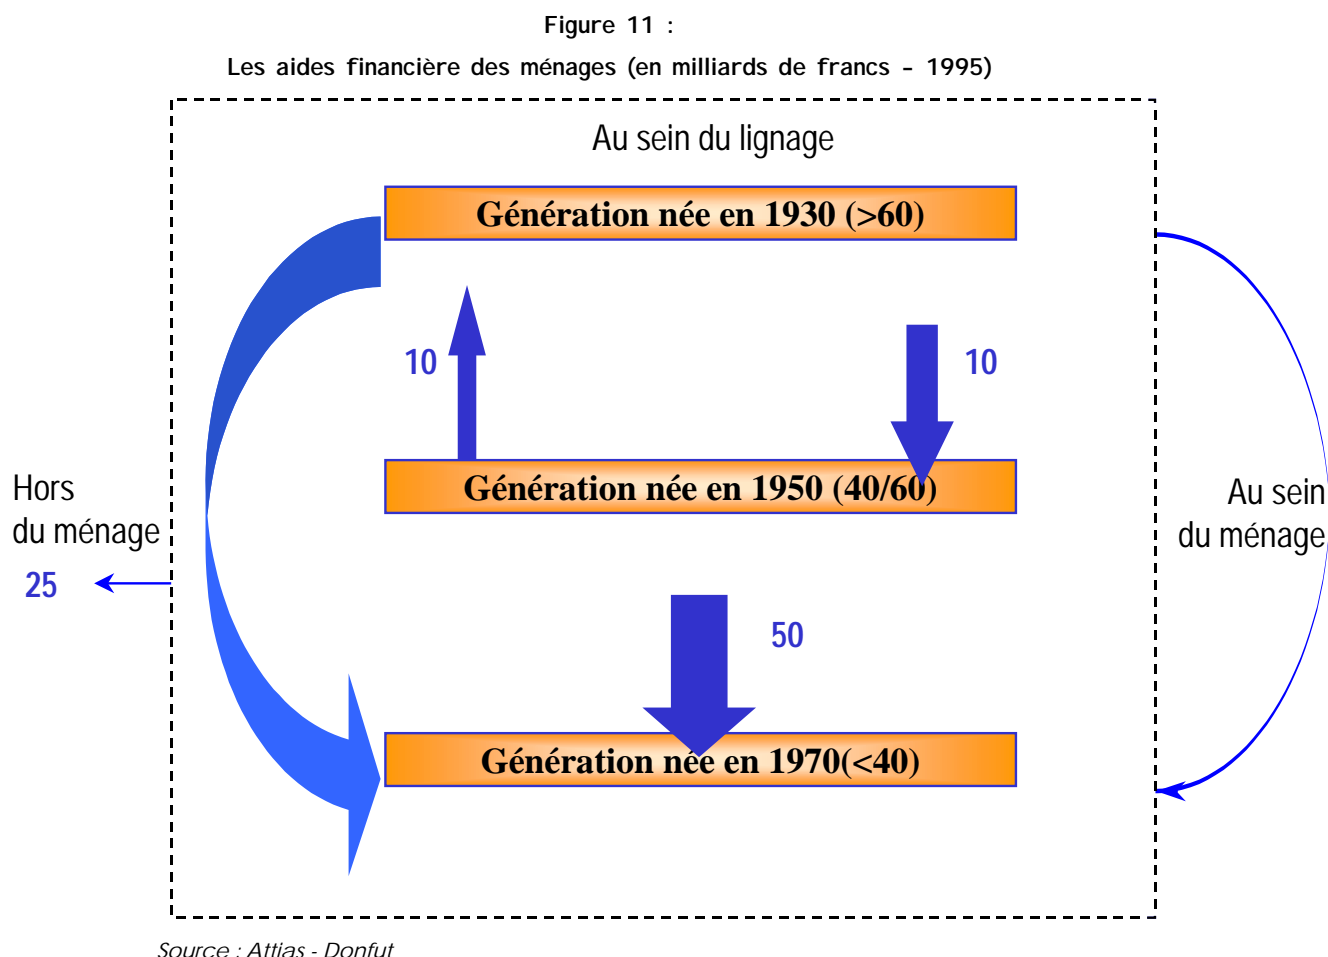 Figure 11 :
Les aides financière des ménages (en milliards de francs - 1995)
Au sein du lignage
Génération née en 1930 (>60)
10
10
Génération née en 1950 (40/60)
Hors
du ménage
25
Au sein
du ménage
50
Génération née en 1970(<40)
Source : Attias - Donfut